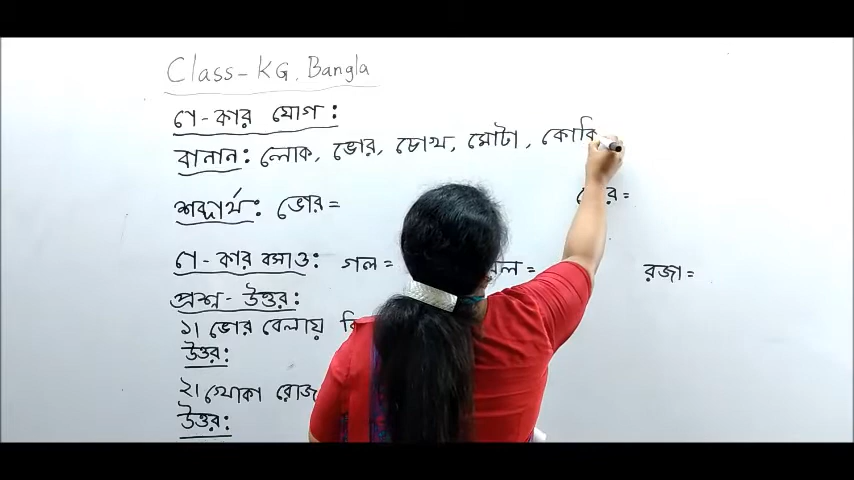 Class-KG. Bangla
ো-কার যোগ:
বানান: লোক, ভোর, চোখ, মোটা, কোকি
শব্দার্থ: ভোর =
ো-কার বসাও: গল = রজা =
প্রশ্ন-উত্তর:
১। ভোর বেলায়
উত্তর:
২। খোকা রোজ
উত্তর: